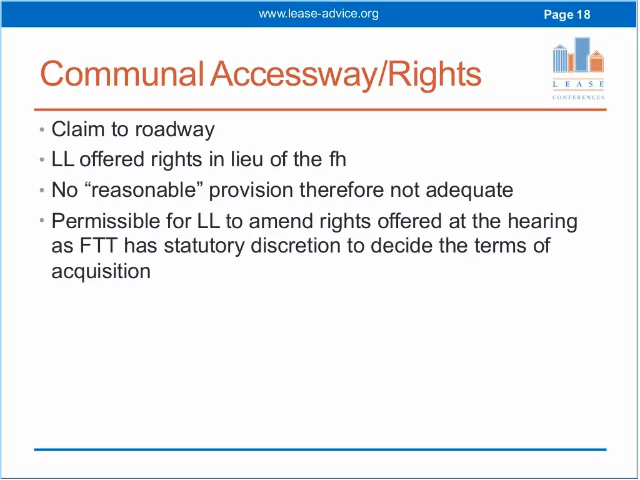 www.lease-advice.org
Page 18
Communal Accessway/Rights
L E A S E
CONFERENCES
• Claim to roadway
• LL offered rights in lieu of the fh
• No “reasonable” provision therefore not adequate
• Permissible for LL to amend rights offered at the hearing
as FTT has statutory discretion to decide the terms of
acquisition